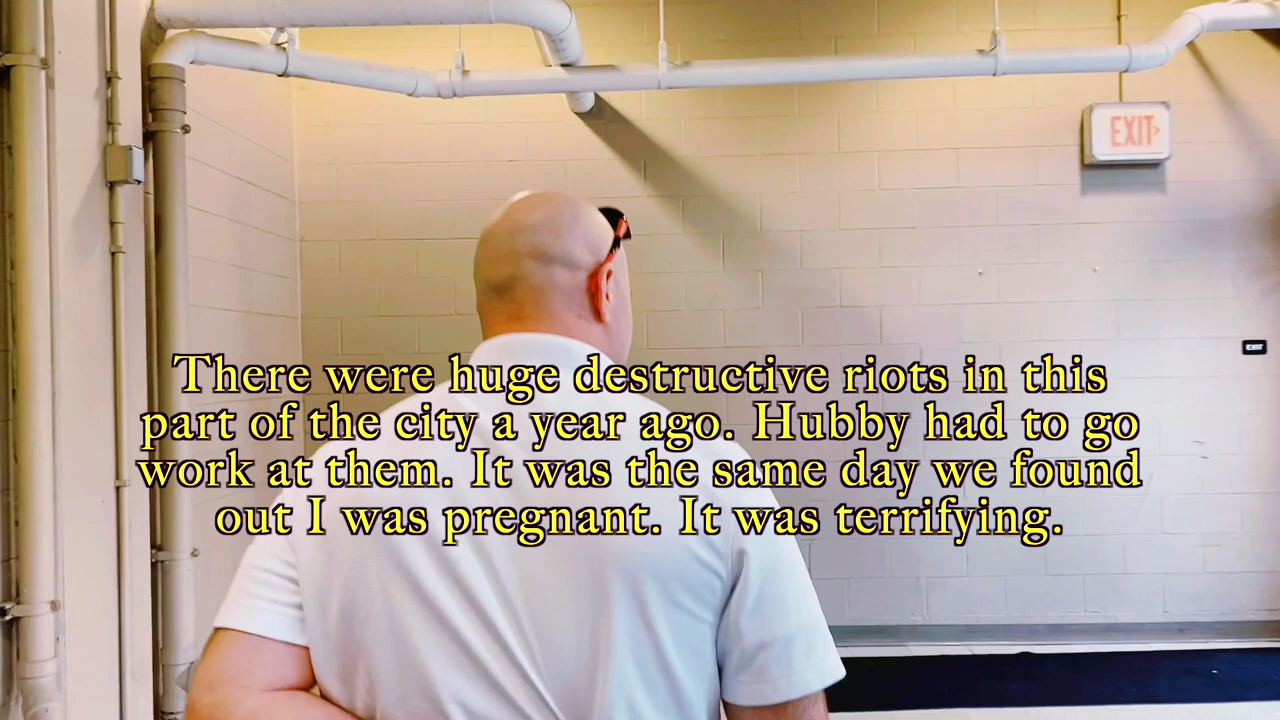 EXIT
EXIT
There were huge destructive riots in this
part of the city a year ago. Hubby had to go
work at them. It was the same day we found
out I was pregnant. It was terrifying.